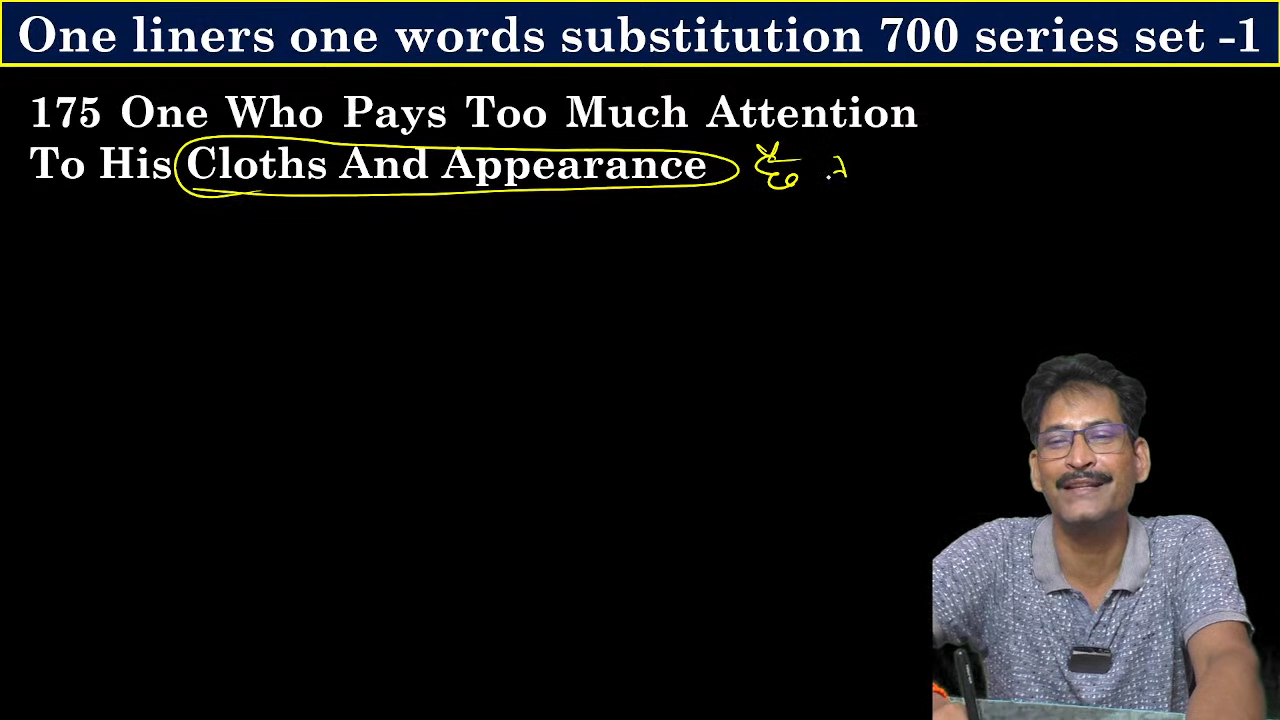 One liners one words substitution 700 series set -1
175 One Who Pays Too Much Attention
To His Cloths And Appearance